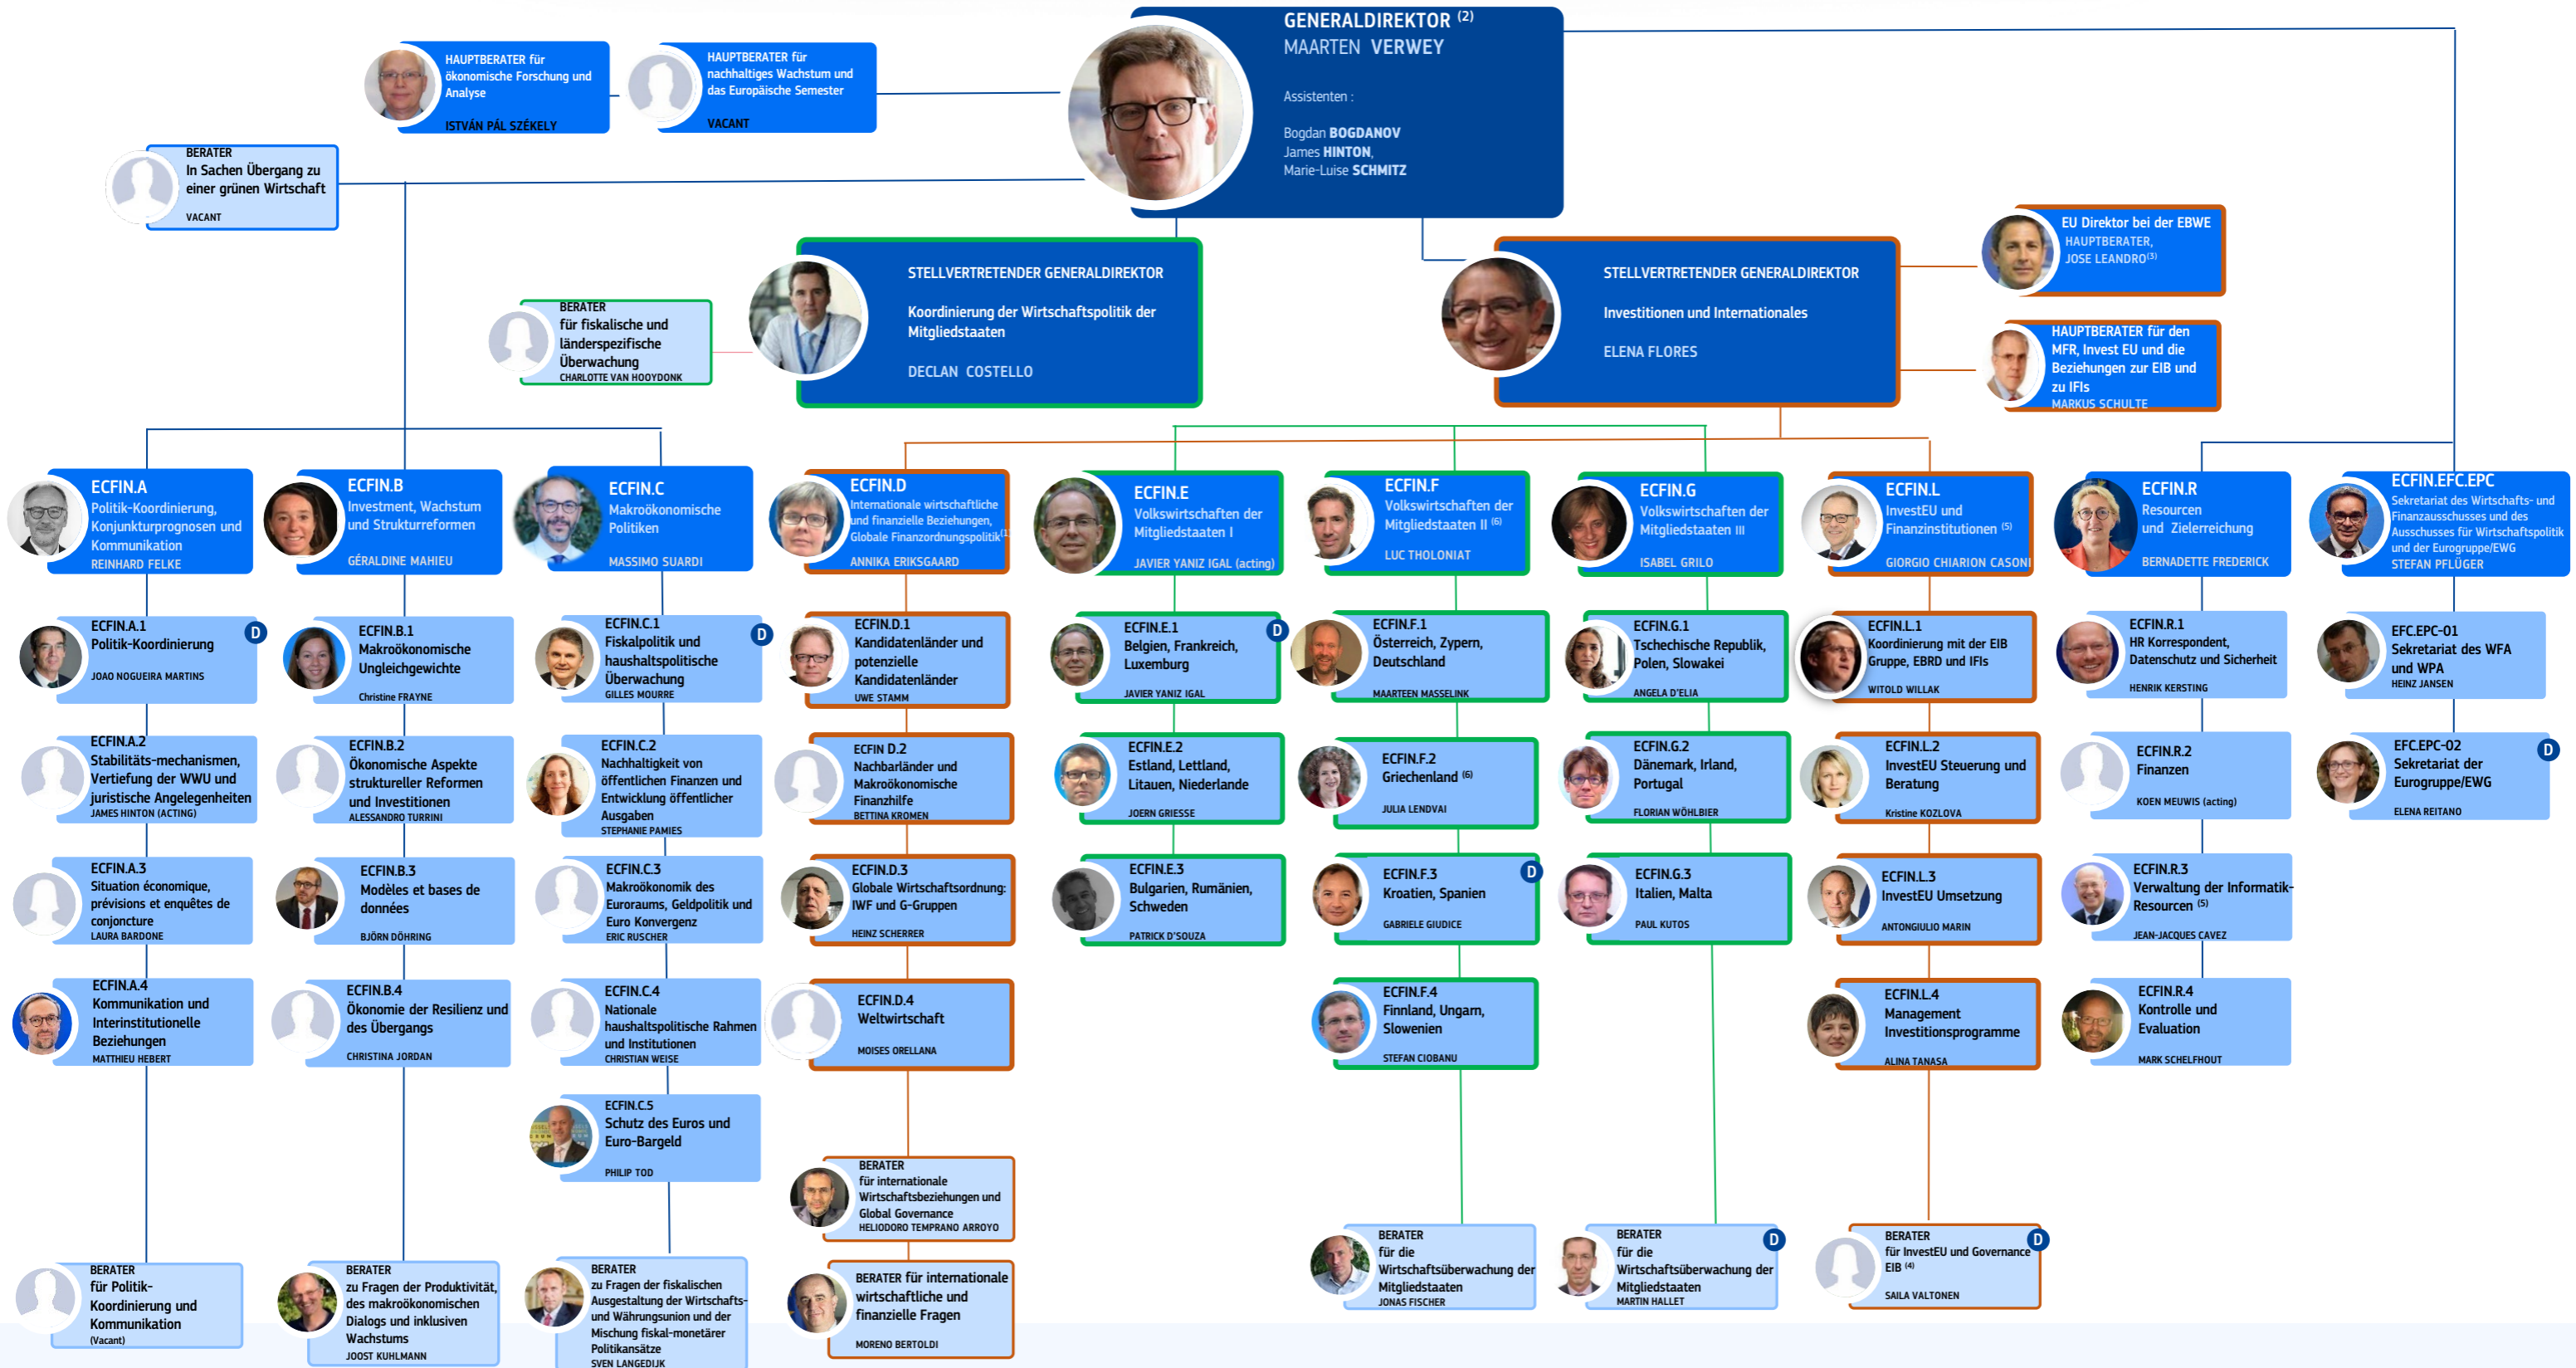 GENERALDIREKTOR (2)
MAARTEN VERWEY
Assistenten :
Bogdan BOGDANOV
James HINTON,
Marie-Luise SCHMITZ
HAUPTBERATER für
ökonomische Forschung und
Analyse
ISTVÁN PÁL SZÉKELY
HAUPTBERATER für
nachhaltiges Wachstum und
das Europäische Semester
VACANT
BERATER
In Sachen Übergang zu
einer grünen Wirtschaft
VACANT
STELLVERTRETENDER GENERALDIREKTOR
Koordinierung der Wirtschaftspolitik der
Mitgliedstaaten
DECLAN COSTELLO
BERATER
für fiskalische und
länderspezifische
Überwachung
CHARLOTTE VAN HOOYDONK
STELLVERTRETENDER GENERALDIREKTOR
Investitionen und Internationales
ELENA FLORES
EU Direktor bei der EBWE
HAUPTBERATER,
JOSE LEANDRO(3)
HAUPTBERATER für den
MFR, Invest EU und die
Beziehungen zur EIB und
zu IFIs
MARKUS SCHULTE
ECFIN.A
Politik-Koordinierung,
Konjunkturprognosen und
Kommunikation
REINHARD FELKE
ECFIN.B
Investment, Wachstum
und Strukturreformen
GÉRALDINE MAHIEU
ECFIN.C
Makroökonomische
Politiken
MASSIMO SUARDI
ECFIN.D
Internationale wirtschaftliche
und finanzielle Beziehungen,
Globale Finanzordnungspolitik(1)
ANNIKA ERIKSGAARD
ECFIN.E
Volkswirtschaften der
Mitgliedstaaten I
JAVIER YANIZ IGAL (acting)
ECFIN.F
Volkswirtschaften der
Mitgliedstaaten II (6)
LUC THOLONIAT
ECFIN.G
Volkswirtschaften der
Mitgliedstaaten III
ISABEL GRILO
ECFIN.L
InvestEU und
Finanzinstitutionen (5)
GIORGIO CHIARION CASONI
ECFIN.R
Resourcen
und Zielerreichung
BERNADETTE FREDERICK
ECFIN.EFC.EPC
Sekretariat des Wirtschafts- und
Finanzausschusses und des
Ausschusses für Wirtschaftspolitik
und der Eurogruppe/EWG
STEFAN PFLÜGER
ECFIN.A.1
Politik-Koordinierung
JOAO NOGUEIRA MARTINS
D
ECFIN.B.1
Makroökonomische
Ungleichgewichte
Christine FRAYNE
ECFIN.C.1
Fiskalpolitik und
haushaltspolitische
Überwachung
GILLES MOURRE
D
ECFIN.D.1
Kandidatenländer und
potenzielle
Kandidatenländer
UWE STAMM
ECFIN.E.1
Belgien, Frankreich,
Luxemburg
JAVIER YANIZ IGAL
D
ECFIN.F.1
Österreich, Zypern,
Deutschland
MAARTEEN MASSELINK
ECFIN.G.1
Tschechische Republik,
Polen, Slowakei
ANGELA D'ELIA
ECFIN.L.1
Koordinierung mit der EIB
Gruppe, EBRD und IFIs
WITOLD WILLAK
ECFIN.R.1
HR Korrespondent,
Datenschutz und Sicherheit
HENRIK KERSTING
EFC.EPC-01
Sekretariat des WFA
und WPA
HEINZ JANSEN
ECFIN.A.2
Stabilitäts-mechanismen,
Vertiefung der WWU und
juristische Angelegenheiten
JAMES HINTON (ACTING)
ECFIN.B.2
Ökonomische Aspekte
struktureller Reformen
und Investitionen
ALESSANDRO TURRINI
ECFIN.C.2
Nachhaltigkeit von
öffentlichen Finanzen und
Entwicklung öffentlicher
Ausgaben
STEPHANIE PAMIES
ECFIN D.2
Nachbarländer und
Makroökonomische
Finanzhilfe
BETTINA KROMEN
ECFIN.E.2
Estland, Lettland,
Litauen, Niederlande
JOERN GRIESSE
ECFIN.F.2
Griechenland (6)
JULIA LENDVAI
ECFIN.G.2
Dänemark, Irland,
Portugal
FLORIAN WÖHLBIER
ECFIN.L.2
InvestEU Steuerung und
Beratung
Kristine KOZLOVA
ECFIN.R.2
Finanzen
KOEN MEUWIS (acting)
EFC.EPC-02
Sekretariat der
Eurogruppe/EWG
ELENA REITANO
D
ECFIN.A.3
Situation économique,
prévisions et enquêtes de
conjoncture
LAURA BARDONE
ECFIN.B.3
Modèles et bases de
données
BJÖRN DÖHRING
ECFIN.C.3
Makroökonomik des
Euroraums, Geldpolitik und
Euro Konvergenz
ERIC RUSCHER
ECFIN.D.3
Globale Wirtschaftsordnung:
IWF und G-Gruppen
HEINZ SCHERRER
ECFIN.E.3
Bulgarien, Rumänien,
Schweden
PATRICK D'SOUZA
ECFIN.F.3
Kroatien, Spanien
GABRIELE GIUDICE
D
ECFIN.G.3
Italien, Malta
PAUL KUTOS
ECFIN.L.3
InvestEU Umsetzung
ANTONGIULIO MARIN
ECFIN.R.3
Verwaltung der Informatik-
Resourcen (5)
JEAN-JACQUES CAVEZ
ECFIN.A.4
Kommunikation und
Interinstitutionelle
Beziehungen
MATTHIEU HEBERT
ECFIN.B.4
Ökonomie der Resilienz und
des Übergangs
CHRISTINA JORDAN
ECFIN.C.4
Nationale
haushaltspolitische Rahmen
und Institutionen
CHRISTIAN WEISE
ECFIN.D.4
Weltwirtschaft
MOISES ORELLANA
ECFIN.F.4
Finnland, Ungarn,
Slowenien
STEFAN CIOBANU
ECFIN.L.4
Management
Investitionsprogramme
ALINA TANASA
ECFIN.R.4
Kontrolle und
Evaluation
MARK SCHELFHOUT
ECFIN.C.5
Schutz des Euros und
Euro-Bargeld
PHILIP TOD
BERATER
für internationale
Wirtschaftsbeziehungen und
Global Governance
HELIODORO TEMPRANO ARROYO
BERATER
für Politik-
Koordinierung und
Kommunikation
(Vacant)
BERATER
zu Fragen der Produktivität,
des makroökonomischen
Dialogs und inklusiven
Wachstums
JOOST KUHLMANN
BERATER
zu Fragen der fiskalischen
Ausgestaltung der Wirtschafts-
und Währungsunion und der
Mischung fiskal-monetärer
Politikansätze
SVEN LANGEDIJK
BERATER für internationale
wirtschaftliche und
finanzielle Fragen
MORENO BERTOLDI
BERATER
für die
Wirtschaftsüberwachung der
Mitgliedstaaten
JONAS FISCHER
BERATER
für die
Wirtschaftsüberwachung der
Mitgliedstaaten
MARTIN HALLET
D
BERATER
für InvestEU und Governance
EIB (4)
SAILA VALTONEN
D